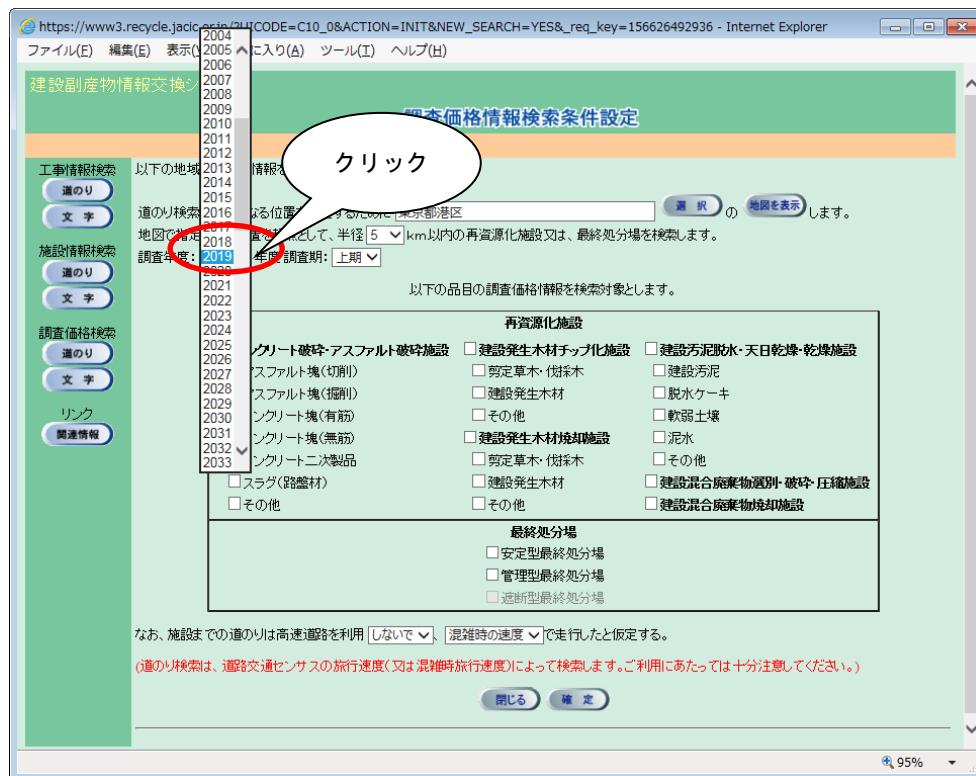 https://www3.recycle.jacic.or.jp/?UICODE=C10_0&ACTION=INIT&NEW_SEARCH=YES&_req_key=156626492936 - Internet Explorer
ファイル(F) 編集(E) 表示(V) に入り(A) ツール(T) ヘルプ(H)
建設副産物情報交換シ
調査価格情報検索条件設定
工事情報検索
道のり
文 字
施設情報検索
道のり
文 字
調査価格検索
道のり
文 字
リンク
関連情報
2004
2005
2006
2007
2008
2009
2010
2011
2012
2013
2014
2015
2016
2017
2018
2019
2020
2021
2022
2023
2024
2025
2026
2027
2028
2029
2030
2031
2032
2033
クリック
以下の地域 情報を
道のり検索 なる位置 するために 東京都港区 選 択 の 地図を表示 します。
地図で指定 として、半径 5 km以内の再資源化施設又は、最終処分場を検索します。
調査年度: 年度 調査期: 上期
以下の品目の調査価格情報を検索対象とします。
再資源化施設
ンクリート破砕・アスファルト破砕施設 建設発生木材チップ化施設 建設汚泥脱水・天日乾燥・乾燥施設
アスファルト塊(切削) 剪定草木・伐採木 建設汚泥
アスファルト塊(掘削) 建設発生木材 脱水ケーキ
ンクリート塊(有筋) その他 軟弱土壌
ンクリート塊(無筋) 建設発生木材焼却施設 泥水
ンクリート二次製品 剪定草木・伐採木 その他
スラグ(路盤材) 建設発生木材 建設混合廃棄物選別・破砕・圧縮施設
その他 その他 建設混合廃棄物焼却施設
最終処分場
安定型最終処分場
管理型最終処分場
遮断型最終処分場
なお、施設までの道のりは高速道路を利用 しないで 、 混雑時の速度 で走行したと仮定する。
(道のり検索は、道路交通センサスの旅行速度(又は混雑時旅行速度)によって検索します。ご利用にあたっては十分注意してください。)
閉じる 確 定
95%